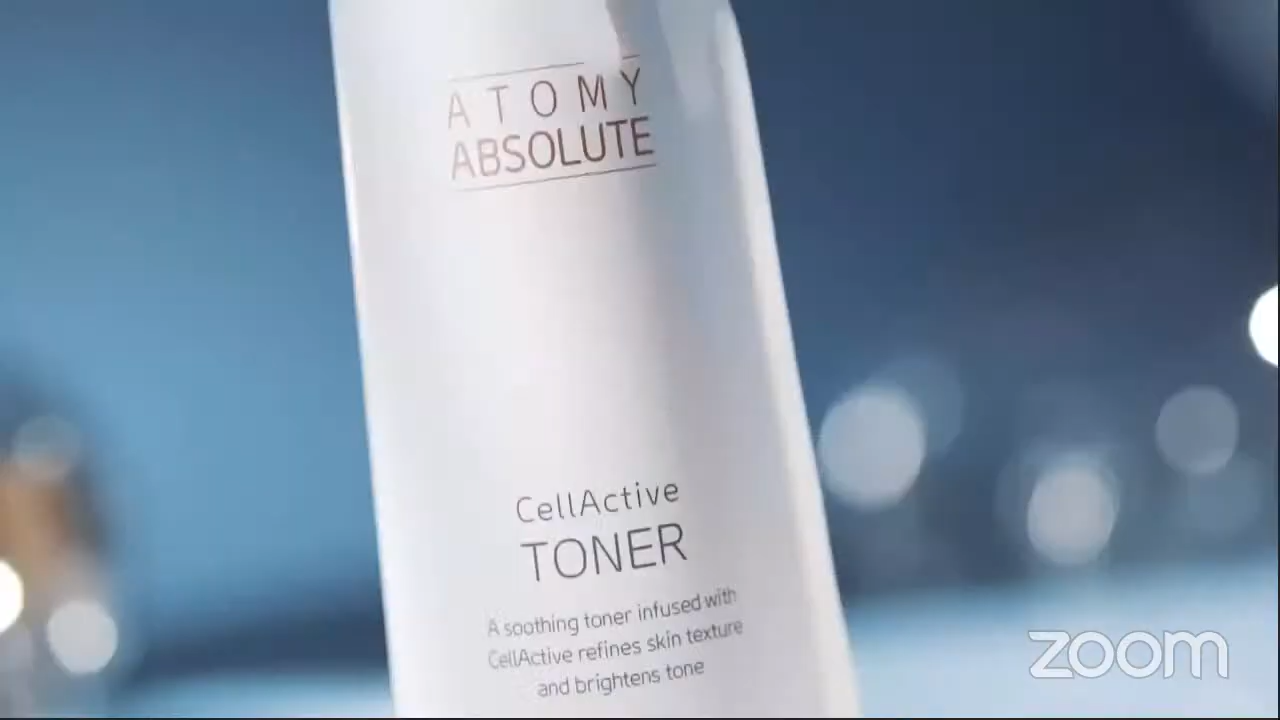 ATOMY
ABSOLUTE
CellActive
TONER
A soothing toner infused with
CellActive refines skin texture
and brightens tone
zoom